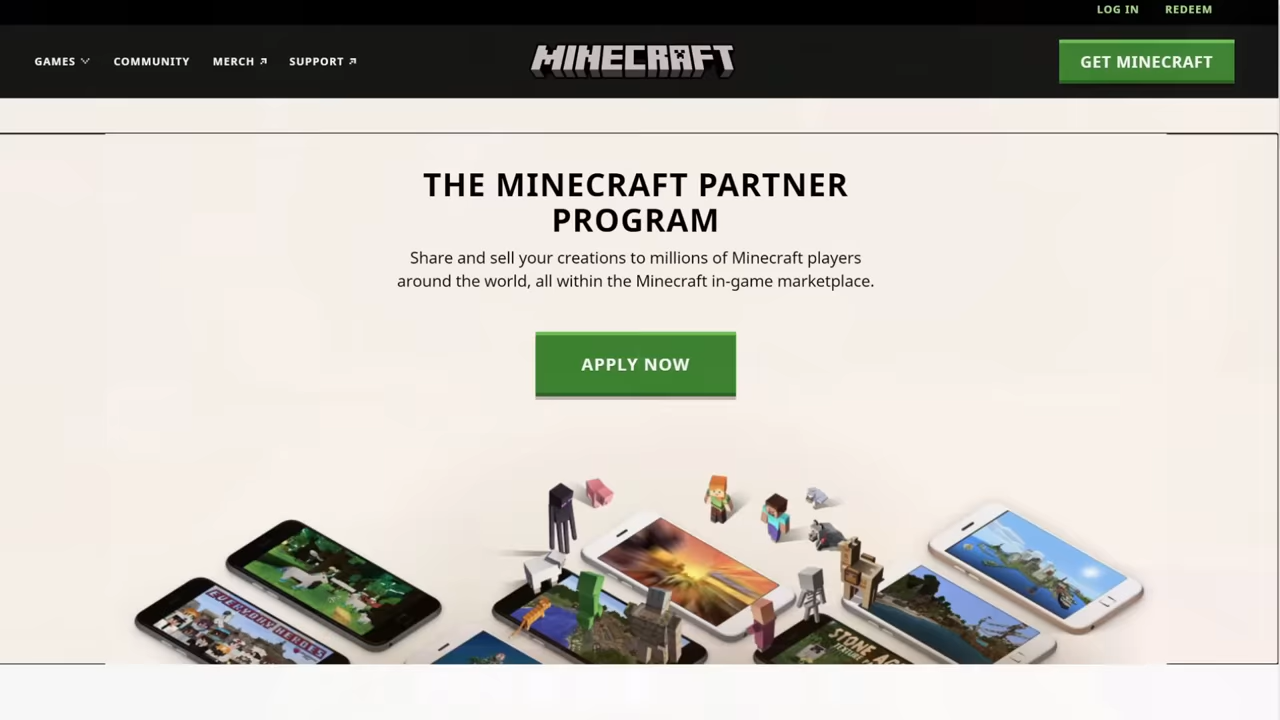 LOG IN REDEEM
GAMES COMMUNITY MERCH SUPPORT MINECRAFT GET MINECRAFT
THE MINECRAFT PARTNER
PROGRAM
Share and sell your creations to millions of Minecraft players
around the world, all within the Minecraft in-game marketplace.
APPLY NOW
EVERYDAY HEROES
STONE AGE